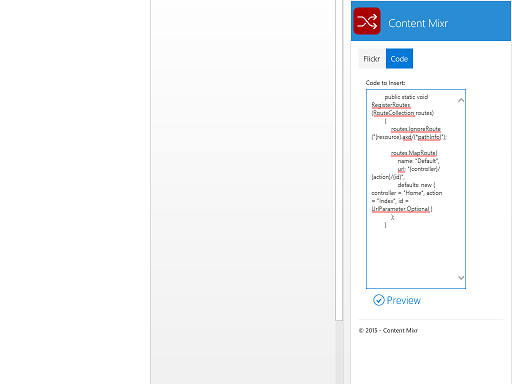 Content Mixr
Flickr
Code
Code to Insert:
public static void
RegisterRoutes
(RouteCollection routes)
{
routes.IgnoreRoute
("{resource}.axd/{*pathInfo}");
routes.MapRoute(
name: "Default",
url: "{controller}/
{action}/{id}",
defaults: new {
controller = "Home", action
= "Index", id =
UrlParameter.Optional }
);
}
Preview
© 2015 - Content Mixr